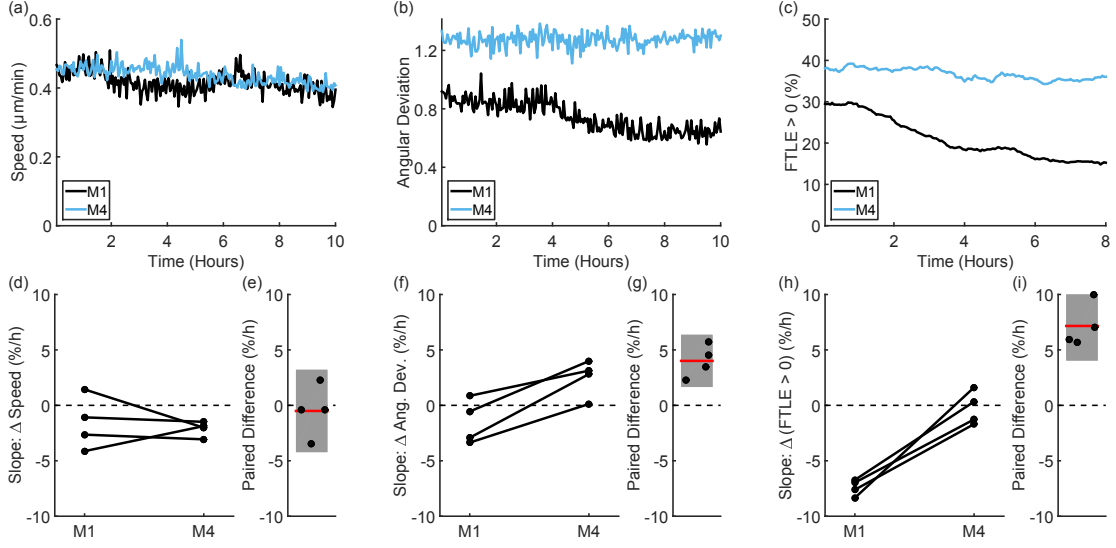 (a)
0.6
0.4
0.2
0
Speed (µm/min)
M1
M4
2
4
6
8
10
Time (Hours)
(b)
1.2
0.8
0.4
0
Angular Deviation
M1
M4
2
4
6
8
10
Time (Hours)
(c)
50
40
30
20
10
0
FTLE > 0 (%)
M1
M4
2
4
6
8
Time (Hours)
(d)
10
5
0
-5
-10
Slope: Δ Speed (%/h)
M1
M4
(e)
10
5
0
-5
-10
Paired Difference (%/h)
(f)
10
5
0
-5
-10
Slope: Δ Ang. Dev. (%/h)
M1
M4
(g)
10
5
0
-5
-10
Paired Difference (%/h)
(h)
10
5
0
-5
-10
Slope: Δ (FTLE > 0) (%/h)
M1
M4
(i)
10
5
0
-5
-10
Paired Difference (%/h)